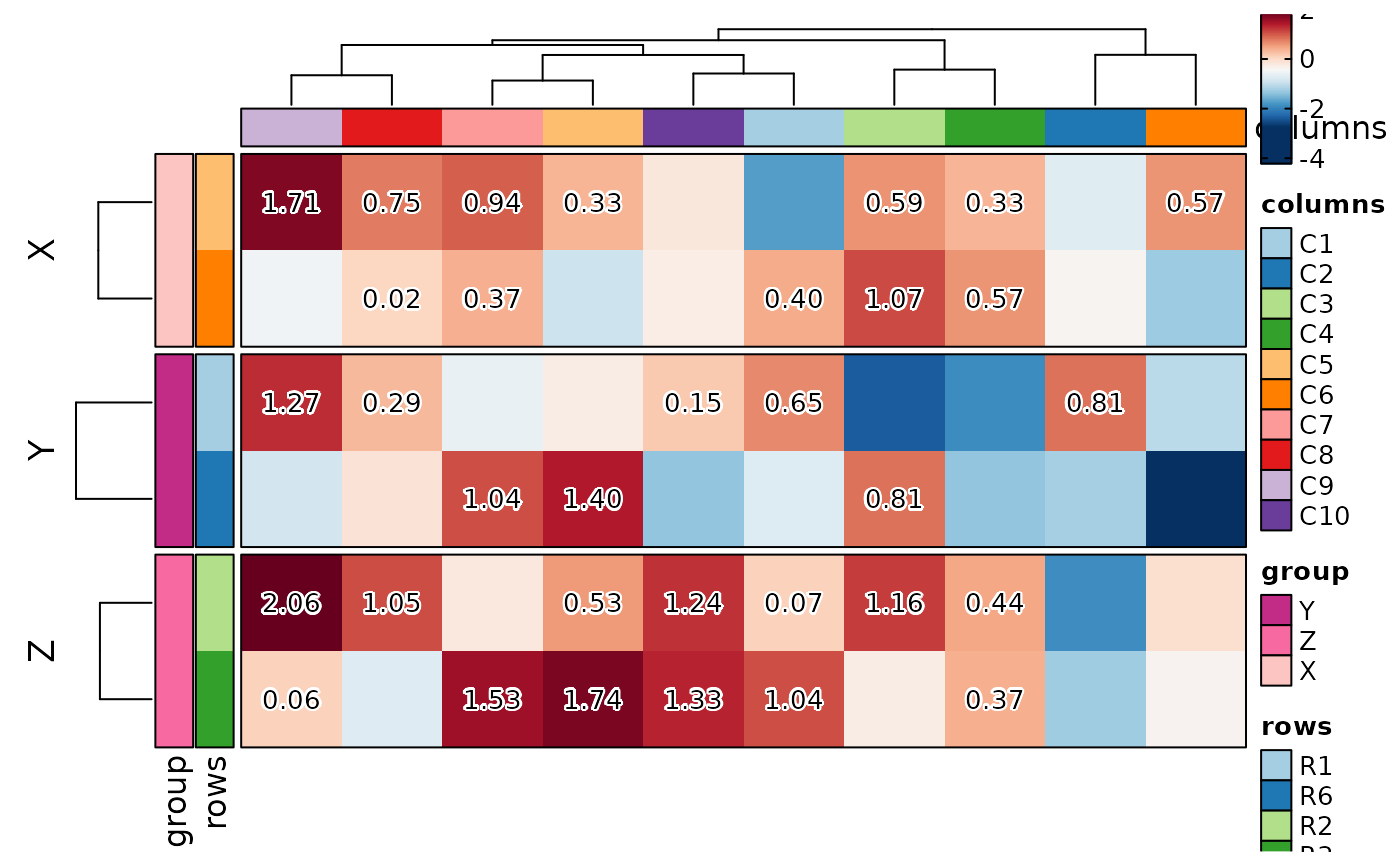 2
0
-2
-4
columns
X
1.71 0.75 0.94 0.33 0.59 0.33 0.57
0.02 0.37 0.40 1.07 0.57
Y
1.27 0.29 0.15 0.65 0.81
1.04 1.40 0.81
Z
2.06 1.05 0.53 1.24 0.07 1.16 0.44
0.06 1.53 1.74 1.33 1.04 0.37
group
rows
columns
C1
C2
C3
C4
C5
C6
C7
C8
C9
C10
group
Y
Z
X
rows
R1
R6
R2